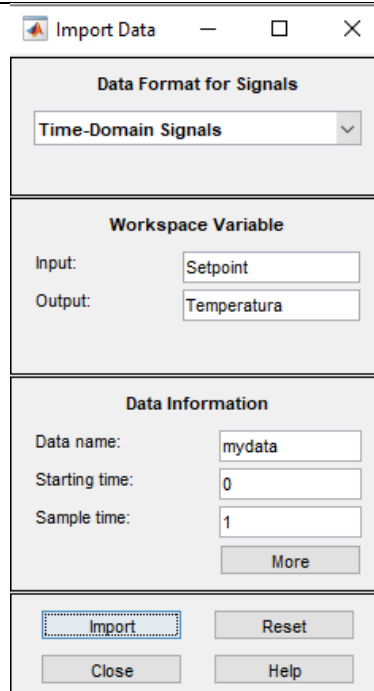 Import Data
Data Format for Signals
Time-Domain Signals
Workspace Variable
Input: Setpoint
Output: Temperatura
Data Information
Data name: mydata
Starting time: 0
Sample time: 1
More
Import Reset
Close Help